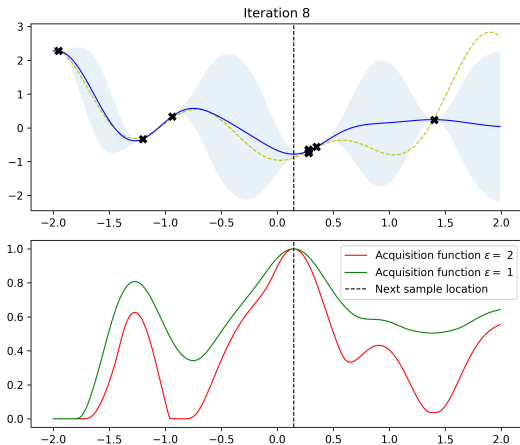 Iteration 8
3
2
1
0
−1
−2
−2.0 −1.5 −1.0 −0.5 0.0 0.5 1.0 1.5 2.0
1.0
0.8
0.6
0.4
0.2
0.0
Acquisition function ε = 2
Acquisition function ε = 1
Next sample location
−2.0 −1.5 −1.0 −0.5 0.0 0.5 1.0 1.5 2.0